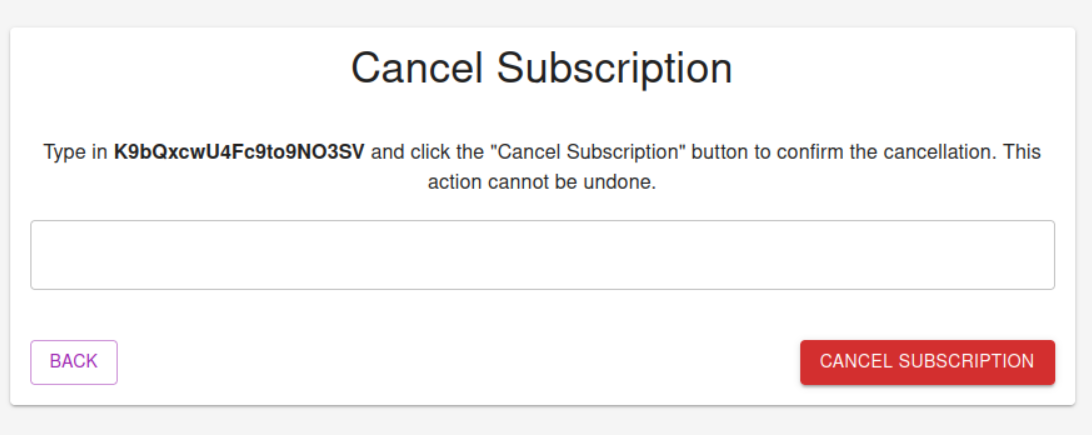 Cancel Subscription
Type in K9bQxcwU4Fc9to9NO3SV and click the "Cancel Subscription" button to confirm the cancellation. This
action cannot be undone.
BACK
CANCEL SUBSCRIPTION